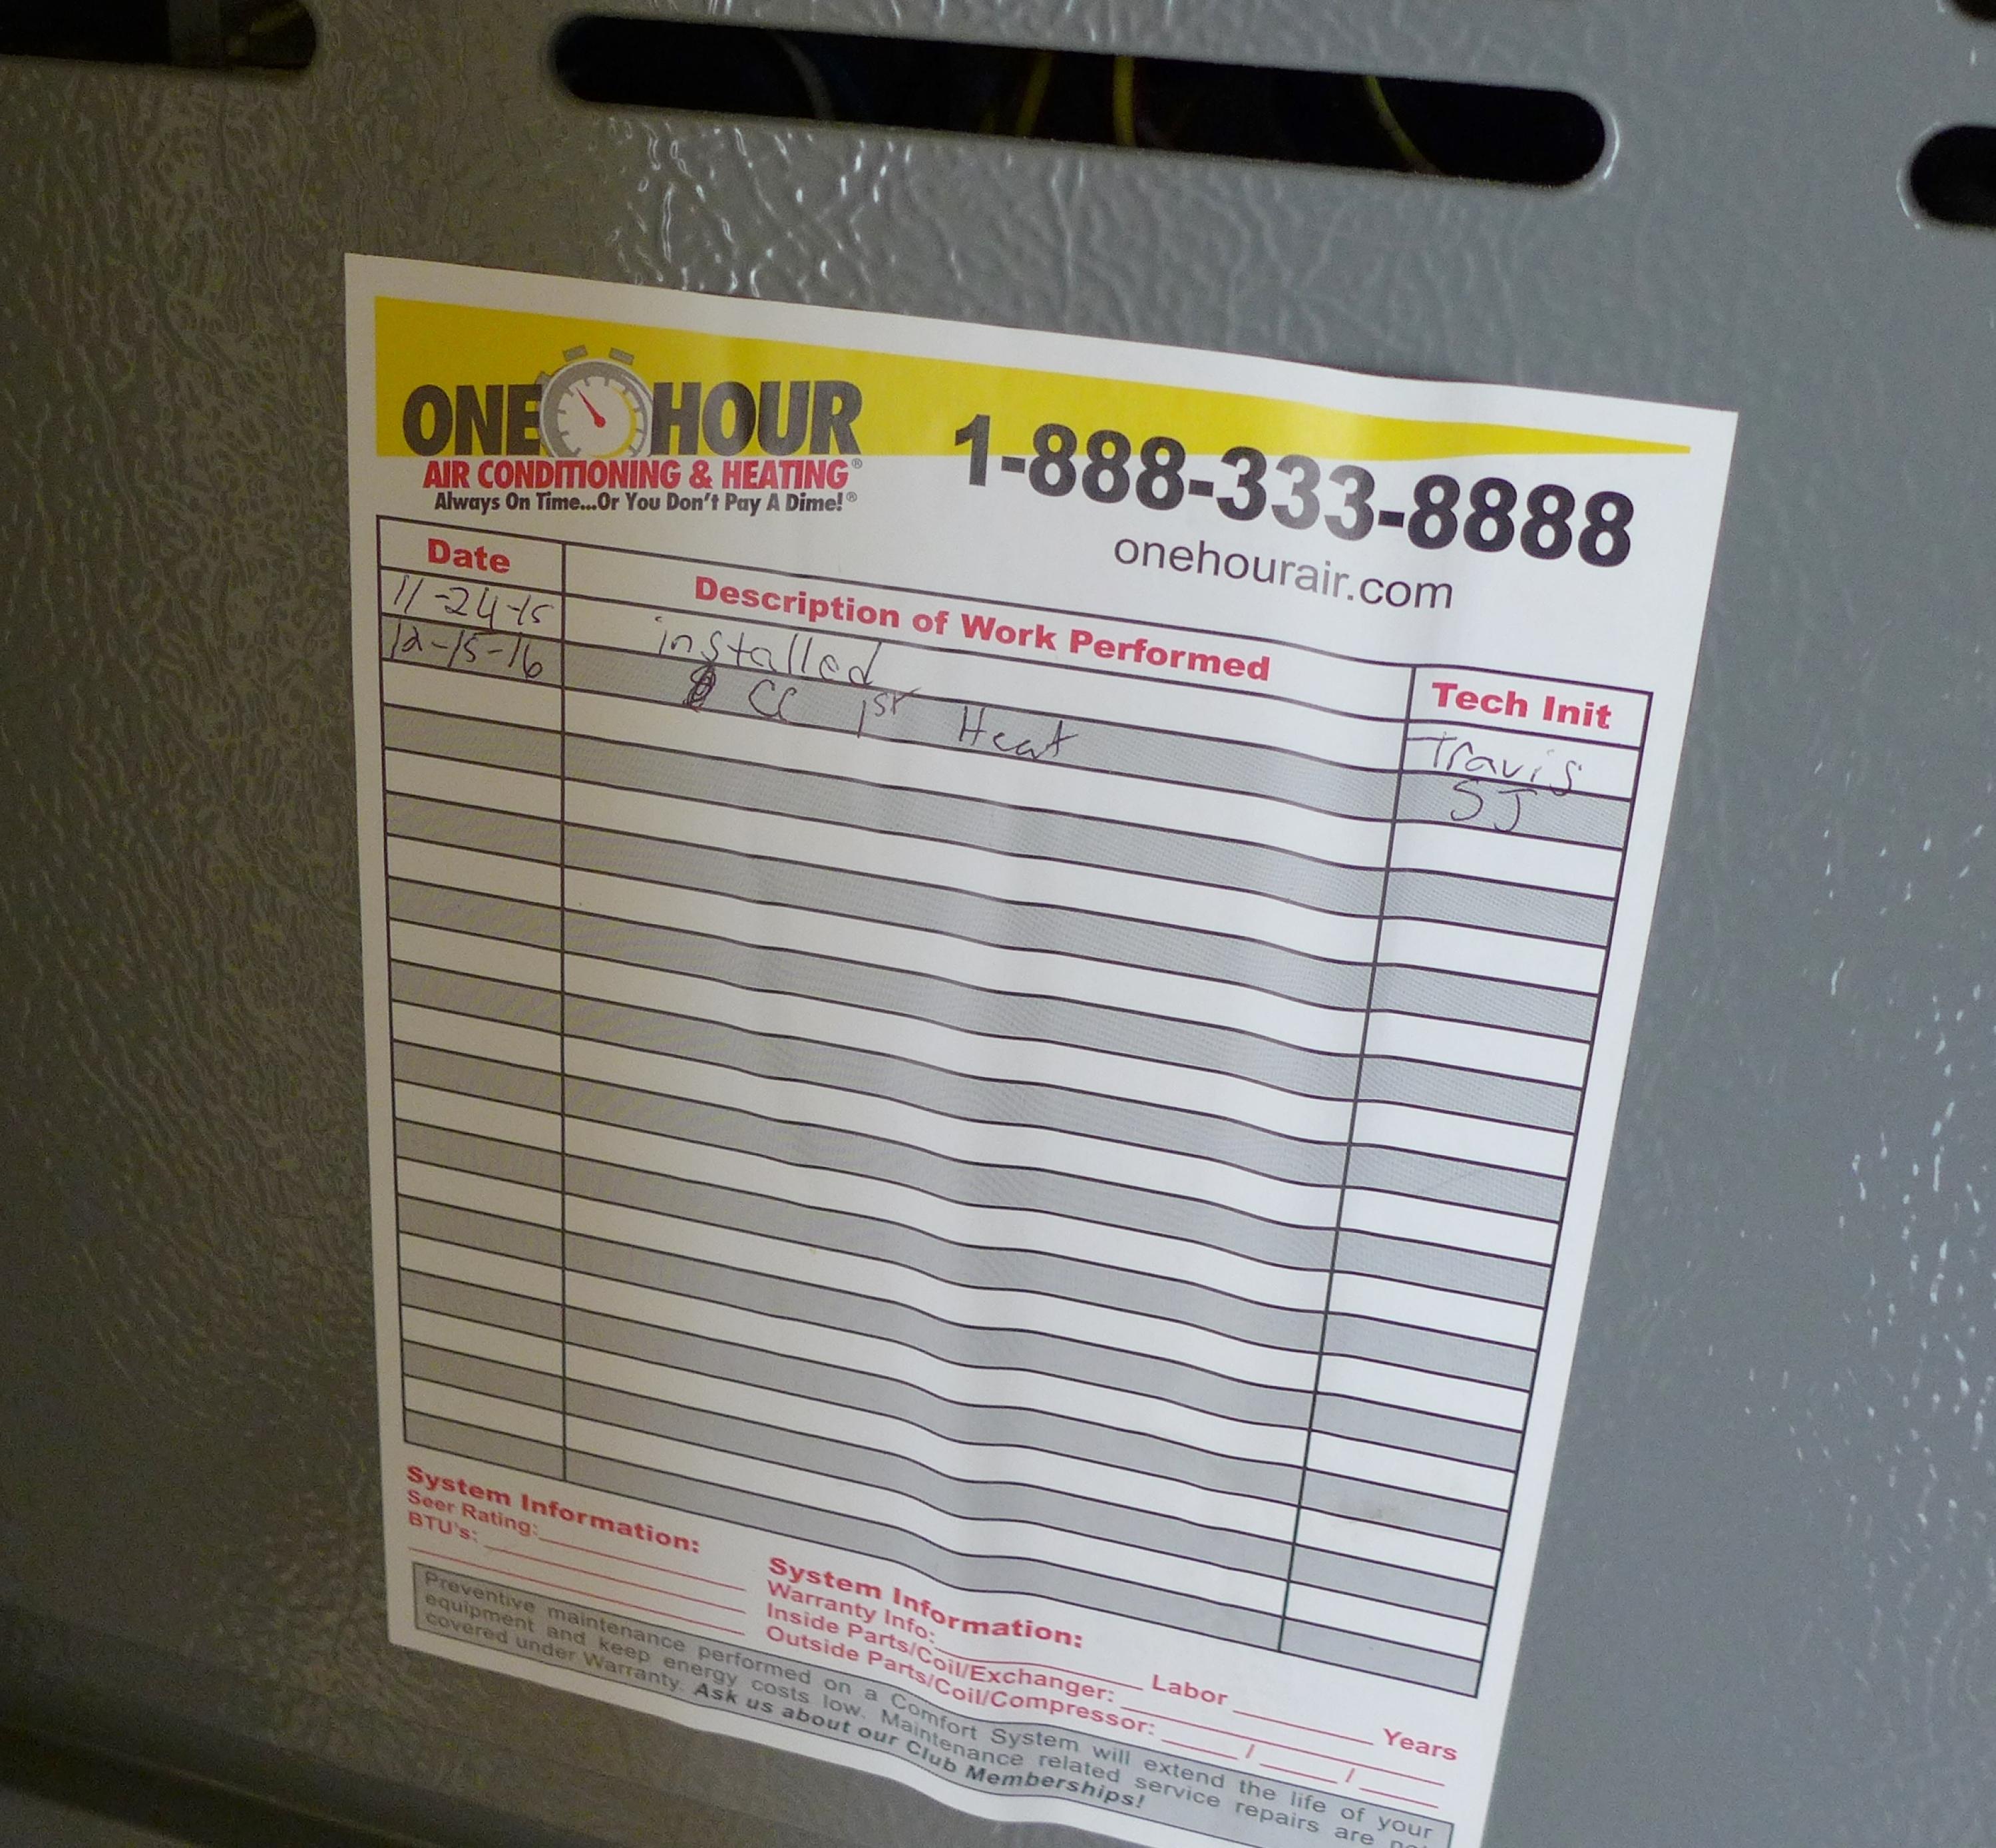 ONE HOUR
AIR CONDITIONING & HEATING®
Always On Time...Or You Don't Pay A Dime!®
1-888-333-8888
onehourair.com
Date Description of Work Performed Tech Init
11-24-15 installed Travis
12-15-16 CC 1st Heat SJ
System Information:
Seer Rating:
BTU's:
System Information:
Warranty Info: Labor Years
Inside Parts/Coil/Exchanger: / /
Outside Parts/Coil/Compressor:
Preventive maintenance performed on a Comfort System will extend the life of your
equipment and keep energy costs low. Maintenance related service repairs are not
covered under Warranty. Ask us about our Club Memberships!